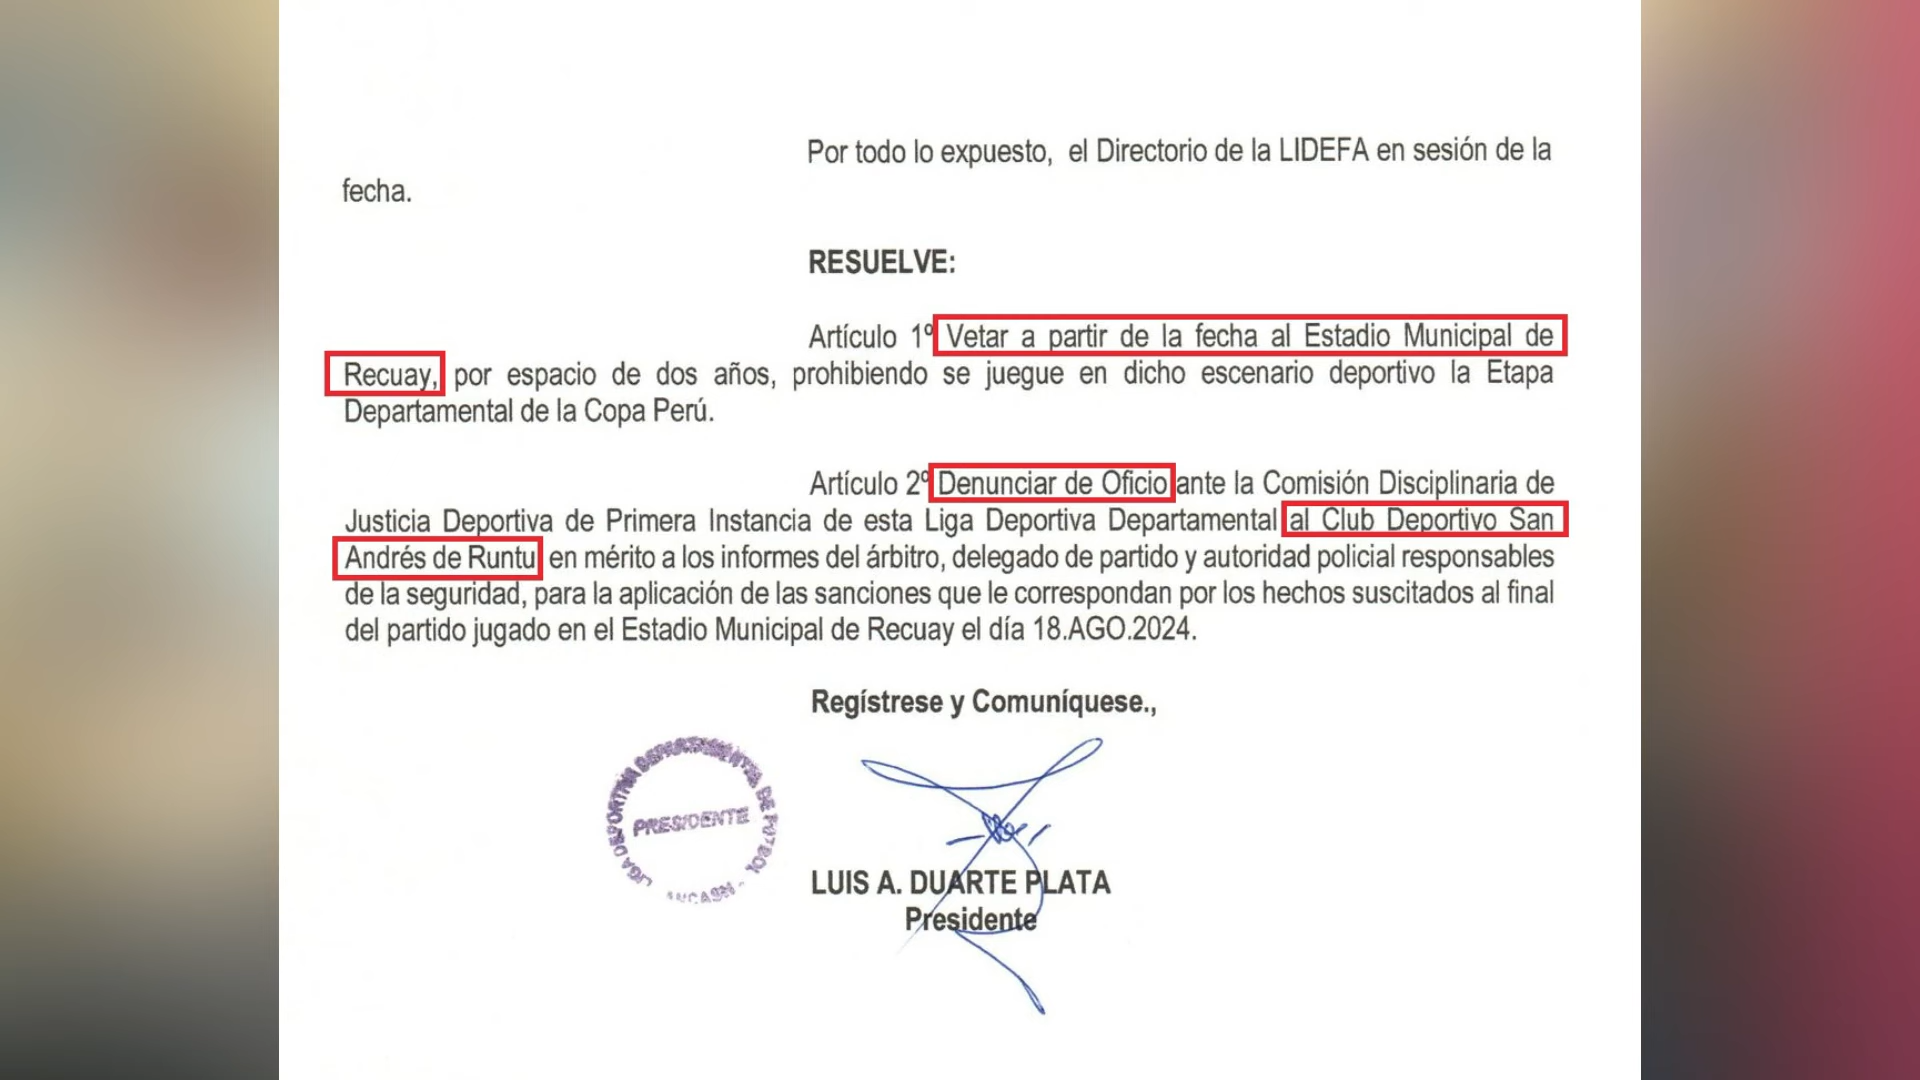 Por todo lo expuesto, el Directorio de la LIDEFA en sesión de la
fecha.
RESUELVE:
Artículo 1º Vetar a partir de la fecha al Estadio Municipal de
Recuay, por espacio de dos años, prohibiendo se juegue en dicho escenario deportivo la Etapa
Departamental de la Copa Perú.
Artículo 2º Denunciar de Oficio ante la Comisión Disciplinaria de
Justicia Deportiva de Primera Instancia de esta Liga Deportiva Departamental al Club Deportivo San
Andrés de Runtu en mérito a los informes del árbitro, delegado de partido y autoridad policial responsables
de la seguridad, para la aplicación de las sanciones que le correspondan por los hechos suscitados al final
del partido jugado en el Estadio Municipal de Recuay el día 18.AGO.2024.
Regístrese y Comuníquese.,
LIGA DEPORTIVA DEPARTAMENTAL DE FUTBOL
PRESIDENTE
ANCASH
LUIS A. DUARTE PLATA
Presidente